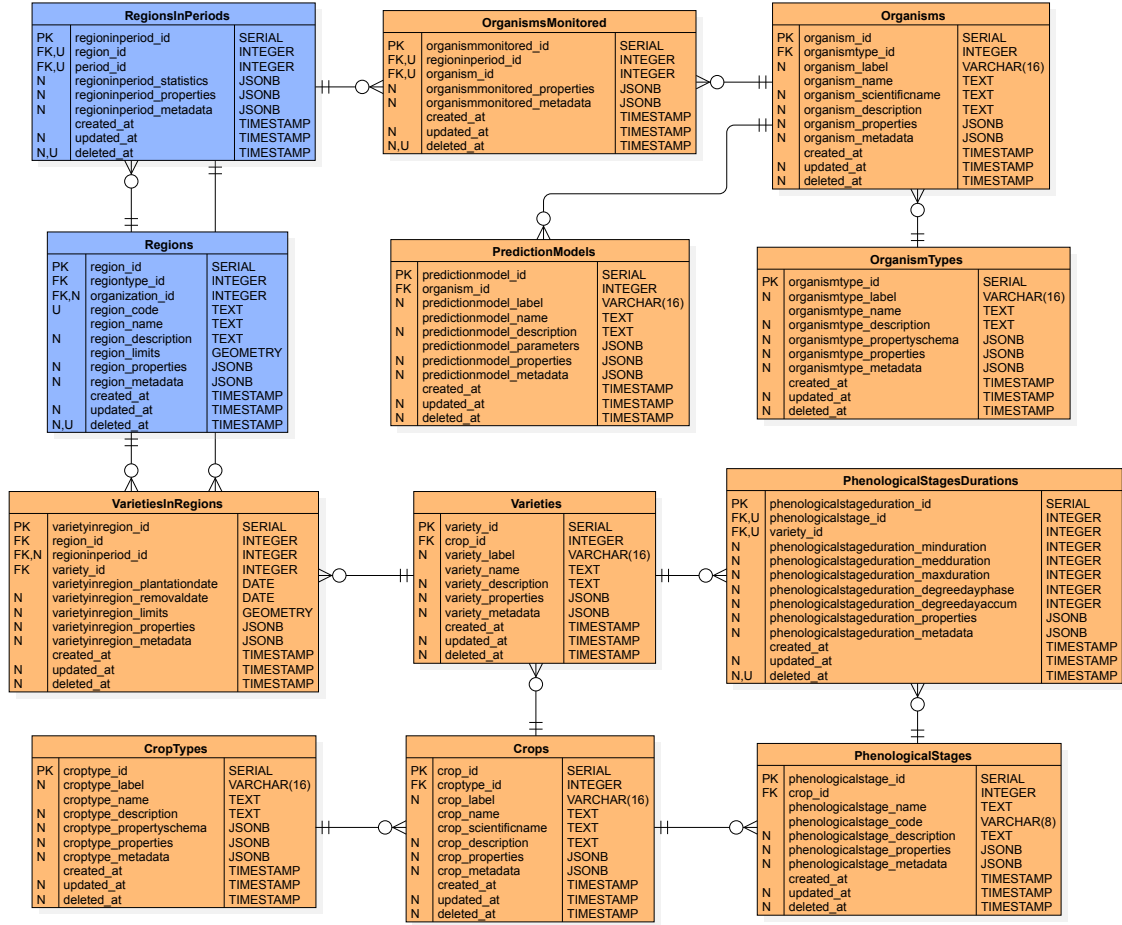 RegionsInPeriods
PK regioninperiod_id SERIAL
FK,U region_id INTEGER
FK,U period_id INTEGER
N regioninperiod_statistics JSONB
N regioninperiod_properties JSONB
N regioninperiod_metadata JSONB
created_at TIMESTAMP
N updated_at TIMESTAMP
N,U deleted_at TIMESTAMP
OrganismsMonitored
PK organismmonitored_id SERIAL
FK,U regioninperiod_id INTEGER
FK,U organism_id INTEGER
N organismmonitored_properties JSONB
N organismmonitored_metadata JSONB
created_at TIMESTAMP
N updated_at TIMESTAMP
N,U deleted_at TIMESTAMP
Organisms
PK organism_id SERIAL
FK organismtype_id INTEGER
N organism_label VARCHAR(16)
organism_name TEXT
N organism_scientificname TEXT
N organism_description TEXT
N organism_properties JSONB
N organism_metadata JSONB
created_at TIMESTAMP
N updated_at TIMESTAMP
N deleted_at TIMESTAMP
Regions
PK region_id SERIAL
FK regiontype_id INTEGER
FK,N organization_id INTEGER
U region_code TEXT
region_name TEXT
N region_description TEXT
region_limits GEOMETRY
N region_properties JSONB
N region_metadata JSONB
created_at TIMESTAMP
N updated_at TIMESTAMP
N,U deleted_at TIMESTAMP
PredictionModels
PK predictionmodel_id SERIAL
FK organism_id INTEGER
N predictionmodel_label VARCHAR(16)
predictionmodel_name TEXT
N predictionmodel_description TEXT
predictionmodel_parameters JSONB
N predictionmodel_properties JSONB
N predictionmodel_metadata JSONB
created_at TIMESTAMP
N updated_at TIMESTAMP
N deleted_at TIMESTAMP
OrganismTypes
PK organismtype_id SERIAL
N organismtype_label VARCHAR(16)
organismtype_name TEXT
N organismtype_description TEXT
N organismtype_propertyschema JSONB
N organismtype_properties JSONB
N organismtype_metadata JSONB
created_at TIMESTAMP
N updated_at TIMESTAMP
N deleted_at TIMESTAMP
VarietiesInRegions
PK varietyinregion_id SERIAL
FK region_id INTEGER
FK,N regioninperiod_id INTEGER
FK variety_id INTEGER
varietyinregion_plantationdate DATE
N varietyinregion_removaldate DATE
N varietyinregion_limits GEOMETRY
N varietyinregion_properties JSONB
N varietyinregion_metadata JSONB
created_at TIMESTAMP
N updated_at TIMESTAMP
N deleted_at TIMESTAMP
Varieties
PK variety_id SERIAL
FK crop_id INTEGER
N variety_label VARCHAR(16)
variety_name TEXT
N variety_description TEXT
N variety_properties JSONB
N variety_metadata JSONB
created_at TIMESTAMP
N updated_at TIMESTAMP
N deleted_at TIMESTAMP
PhenologicalStagesDurations
PK phenologicalstageduration_id SERIAL
FK,U phenologicalstage_id INTEGER
FK,U variety_id INTEGER
N phenologicalstageduration_minduration INTEGER
N phenologicalstageduration_medduration INTEGER
N phenologicalstageduration_maxduration INTEGER
N phenologicalstageduration_degreedayphase INTEGER
N phenologicalstageduration_degreedayaccum INTEGER
N phenologicalstageduration_properties JSONB
N phenologicalstageduration_metadata JSONB
created_at TIMESTAMP
N updated_at TIMESTAMP
N,U deleted_at TIMESTAMP
CropTypes
PK croptype_id SERIAL
N croptype_label VARCHAR(16)
croptype_name TEXT
N croptype_description TEXT
N croptype_propertyschema JSONB
N croptype_properties JSONB
N croptype_metadata JSONB
created_at TIMESTAMP
N updated_at TIMESTAMP
N deleted_at TIMESTAMP
Crops
PK crop_id SERIAL
FK croptype_id INTEGER
N crop_label VARCHAR(16)
crop_name TEXT
crop_scientificname TEXT
N crop_description TEXT
N crop_properties JSONB
N crop_metadata JSONB
created_at TIMESTAMP
N updated_at TIMESTAMP
N deleted_at TIMESTAMP
PhenologicalStages
PK phenologicalstage_id SERIAL
FK crop_id INTEGER
phenologicalstage_name TEXT
phenologicalstage_code VARCHAR(8)
N phenologicalstage_description TEXT
N phenologicalstage_properties JSONB
N phenologicalstage_metadata JSONB
created_at TIMESTAMP
N updated_at TIMESTAMP
N deleted_at TIMESTAMP